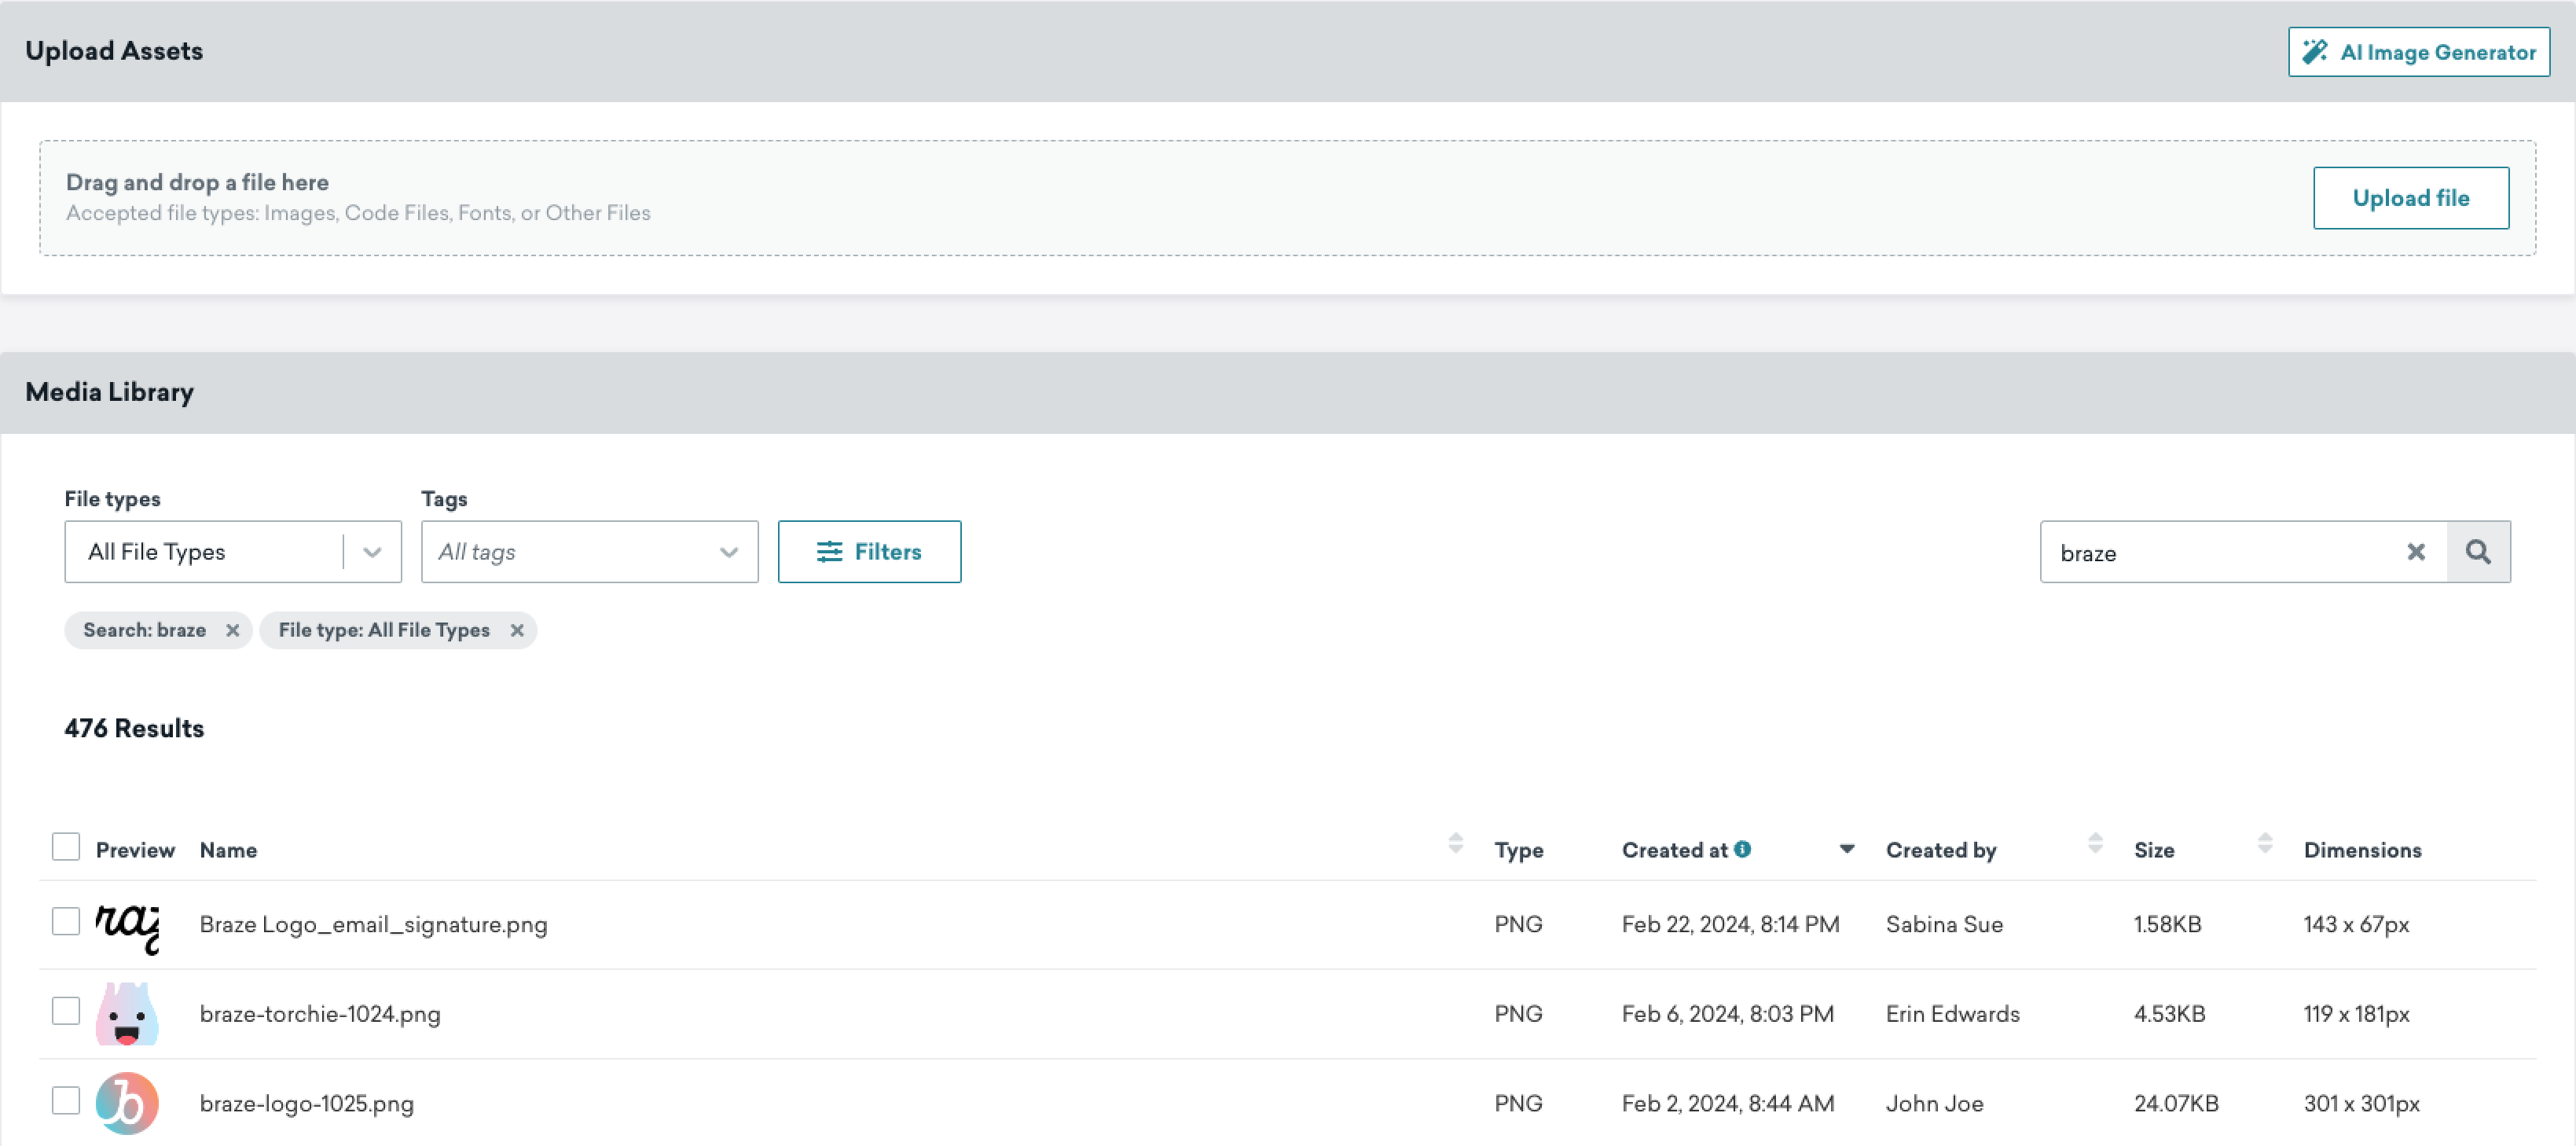 Upload Assets
AI Image Generator
Drag and drop a file here
Accepted file types: Images, Code Files, Fonts, or Other Files
Upload file
Media Library
File types
Tags
All File Types
All tags
Filters
braze
Search: braze
File type: All File Types
476 Results
Preview Name Type Created at Created by Size Dimensions
Braze Logo_email_signature.png PNG Feb 22, 2024, 8:14 PM Sabina Sue 1.58KB 143 x 67px
braze-torchie-1024.png PNG Feb 6, 2024, 8:03 PM Erin Edwards 4.53KB 119 x 181px
braze-logo-1025.png PNG Feb 2, 2024, 8:44 AM John Joe 24.07KB 301 x 301px